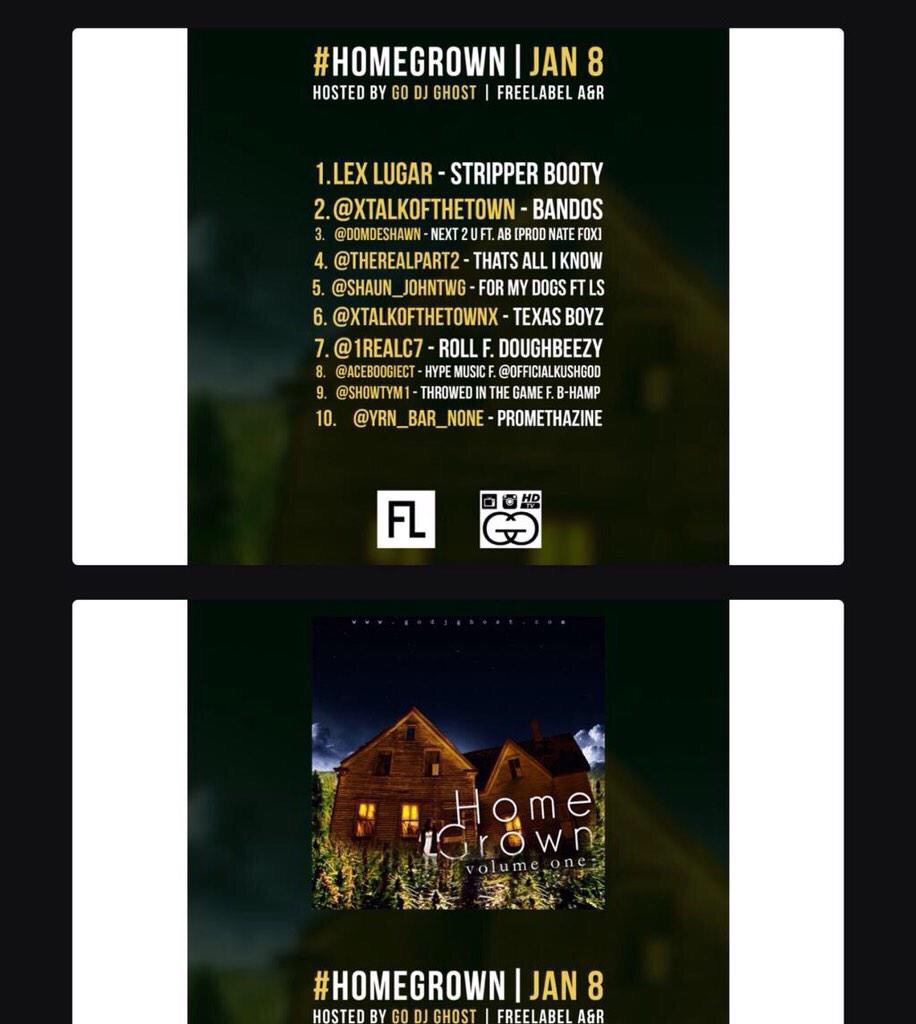 #HOMEGROWN | JAN 8
HOSTED BY GO DJ GHOST | FREELABEL A&R
1. LEX LUGAR - STRIPPER BOOTY
2. @XTALKOFTHETOWN - BANDOS
3. @DOMDESHAWN - NEXT 2 U FT. AB [PROD NATE FOX]
4. @THEREALPART2 - THATS ALL I KNOW
5. @SHAUN_JOHNTWG - FOR MY DOGS FT LS
6. @XTALKOFTHETOWNX - TEXAS BOYZ
7. @1REALC7 - ROLL F. DOUGHBEEZY
8. @ACEBOOGIECT - HYPE MUSIC F. @OFFICIALKUSHGOD
9. @SHOWTYM1 - THROWED IN THE GAME F. B-HAMP
10. @YRN_BAR_NONE - PROMETHAZINE
FL
HD
TV
GG
www.godjghost.com
Home
Grown
volume one
#HOMEGROWN | JAN 8
HOSTED BY GO DJ GHOST | FREELABEL A&R